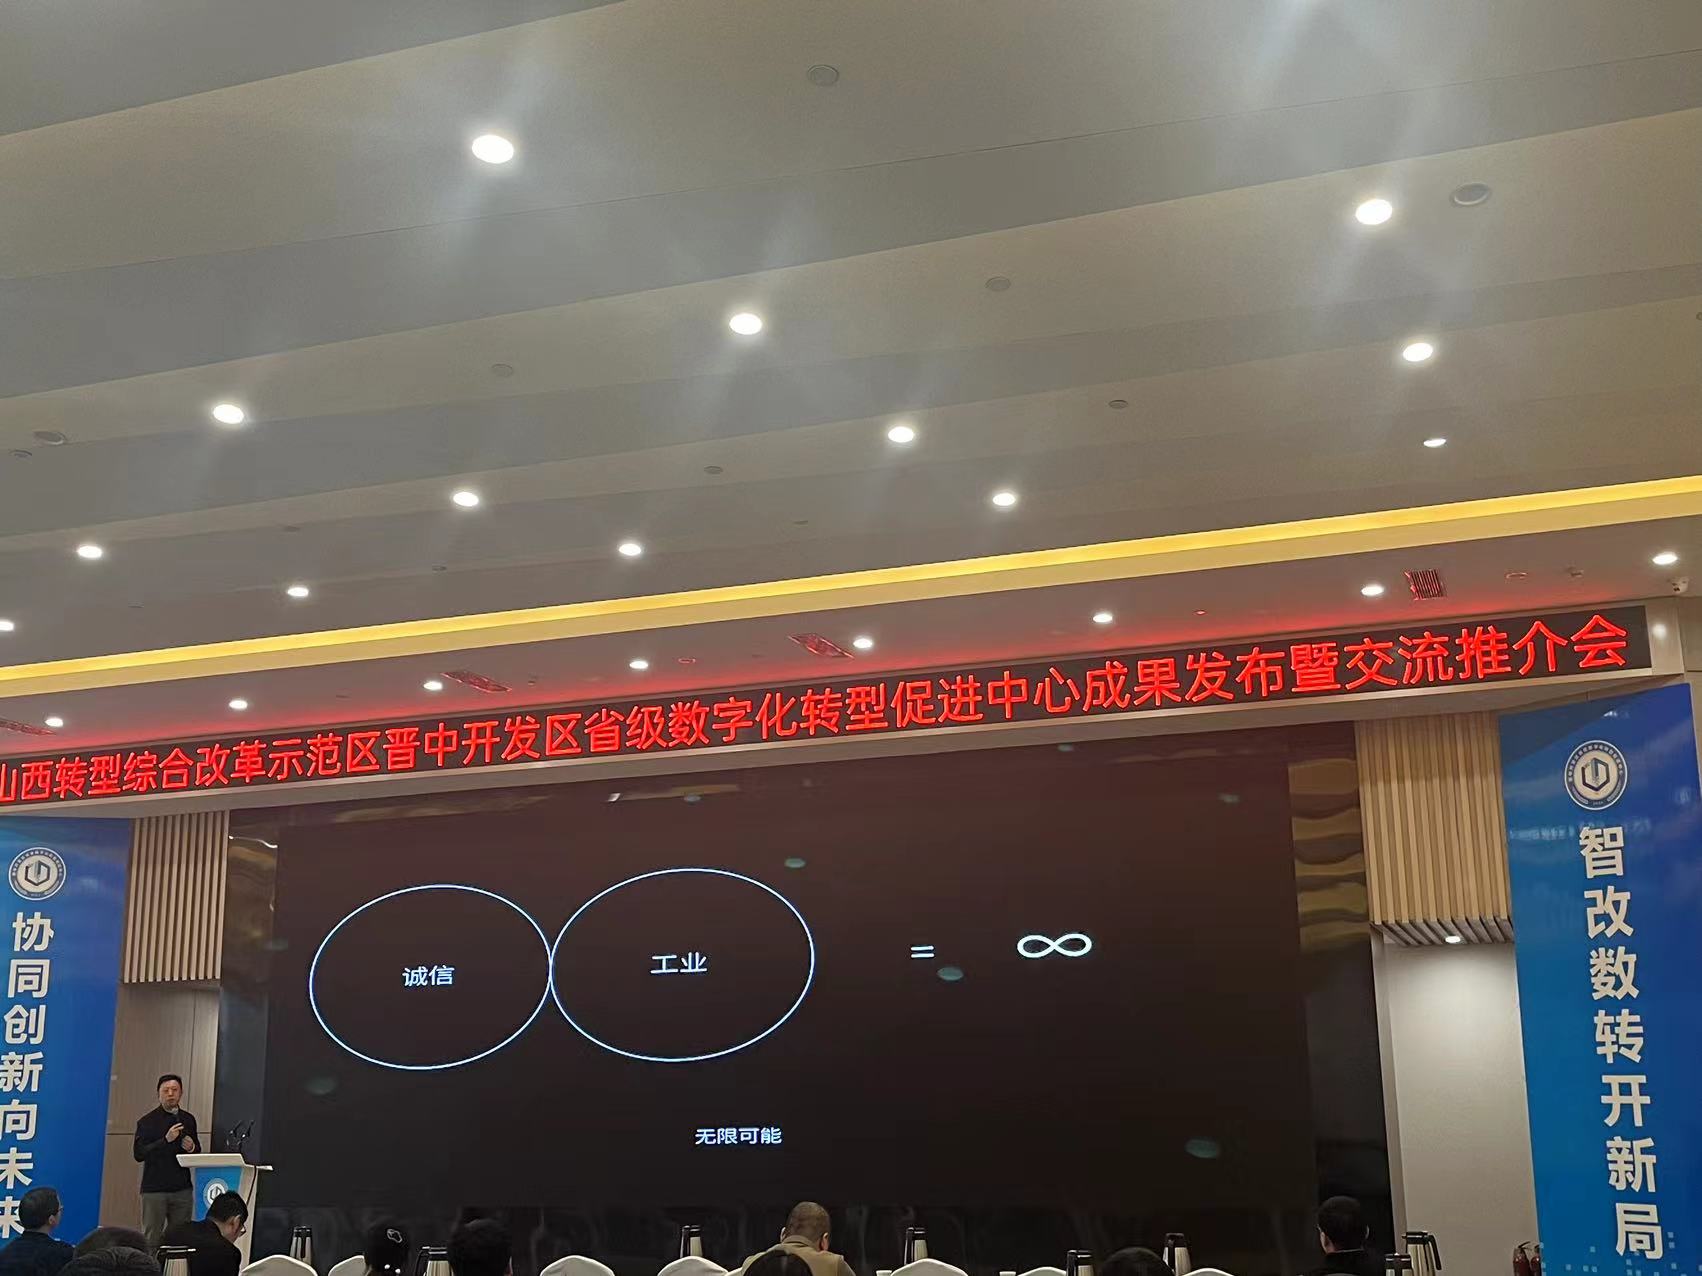 山西转型综合改革示范区晋中开发区省级数字化转型促进中心成果发布暨交流推介会
协同创新向未来
诚信
工业
=
∞
无限可能
智改数转开新局